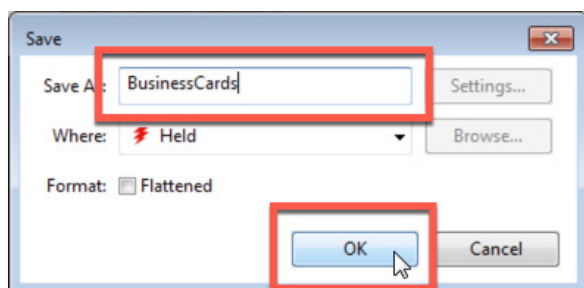 Save
Save As: BusinessCards Settings...
Where: Held Browse...
Format: Flattened
OK Cancel